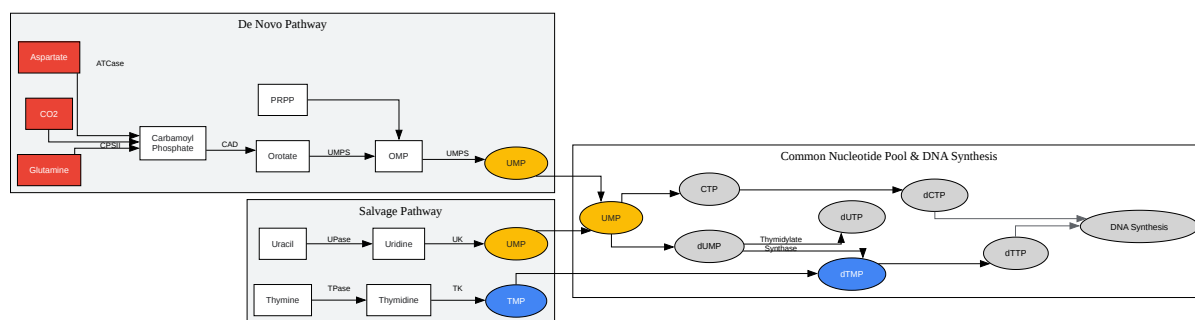 De Novo Pathway
Aspartate
ATCase
CO2
CPSII
Glutamine
Carbamoyl
Phosphate
CAD
PRPP
Orotate
UMPS
OMP
UMPS
UMP
Salvage Pathway
Uracil
UPase
Uridine
UK
UMP
Thymine
TPase
Thymidine
TK
TMP
Common Nucleotide Pool & DNA Synthesis
UMP
CTP
dCTP
dUTP
dUMP
Thymidylate
Synthase
dTMP
dTTP
DNA Synthesis